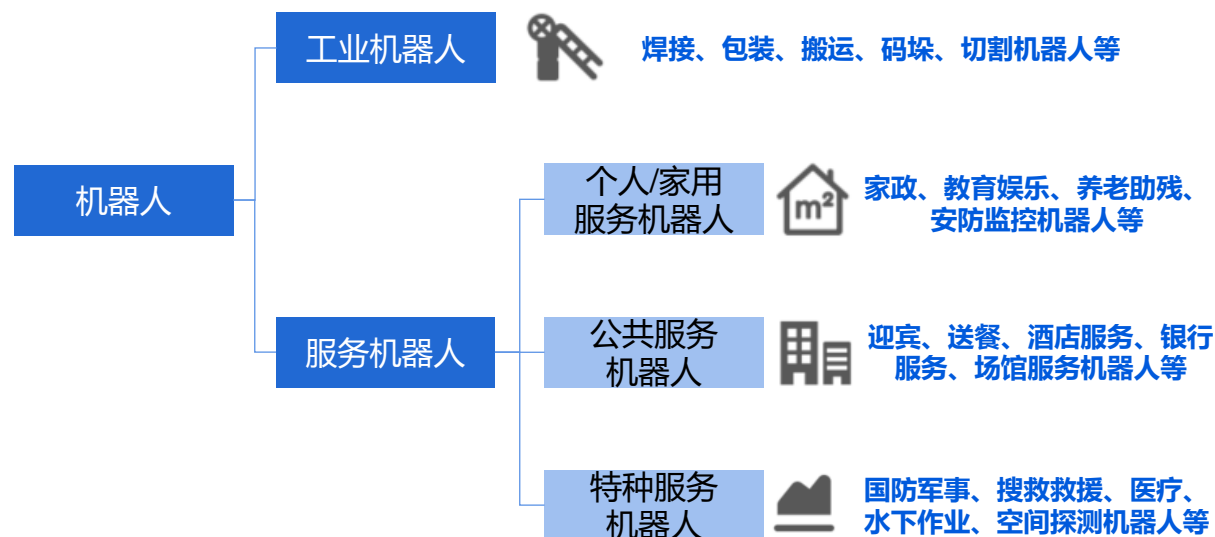 工业机器人
焊接、包装、搬运、码垛、切割机器人等
机器人
个人/家用
服务机器人
m²
家政、教育娱乐、养老助残、
安防监控机器人等
服务机器人
公共服务
机器人
迎宾、送餐、酒店服务、银行
服务、场馆服务机器人等
特种服务
机器人
国防军事、搜救救援、医疗、
水下作业、空间探测机器人等